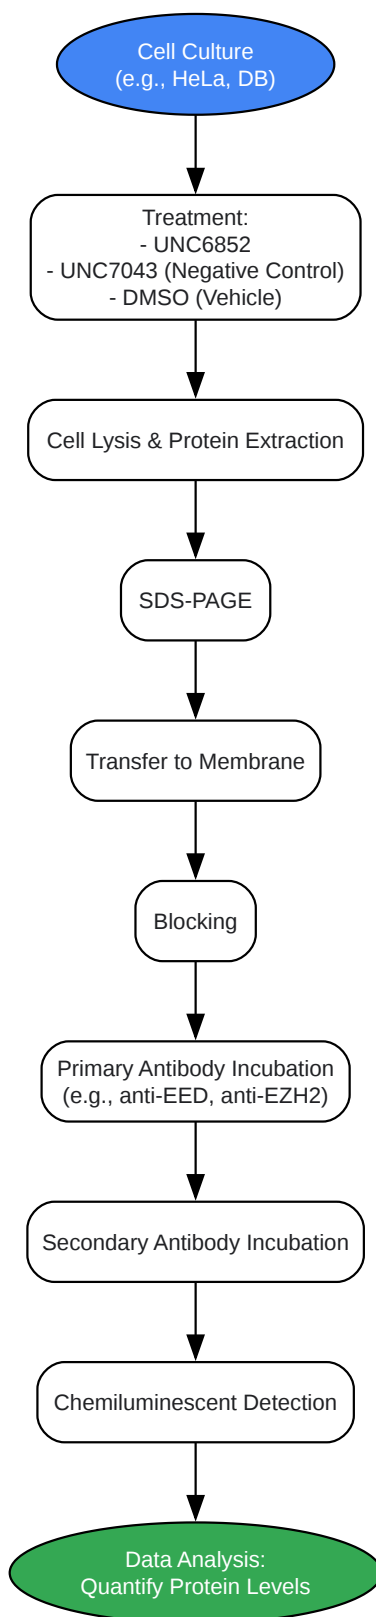 Cell Culture
(e.g., HeLa, DB)
Treatment:
- UNC6852
- UNC7043 (Negative Control)
- DMSO (Vehicle)
Cell Lysis & Protein Extraction
SDS-PAGE
Transfer to Membrane
Blocking
Primary Antibody Incubation
(e.g., anti-EED, anti-EZH2)
Secondary Antibody Incubation
Chemiluminescent Detection
Data Analysis:
Quantify Protein Levels